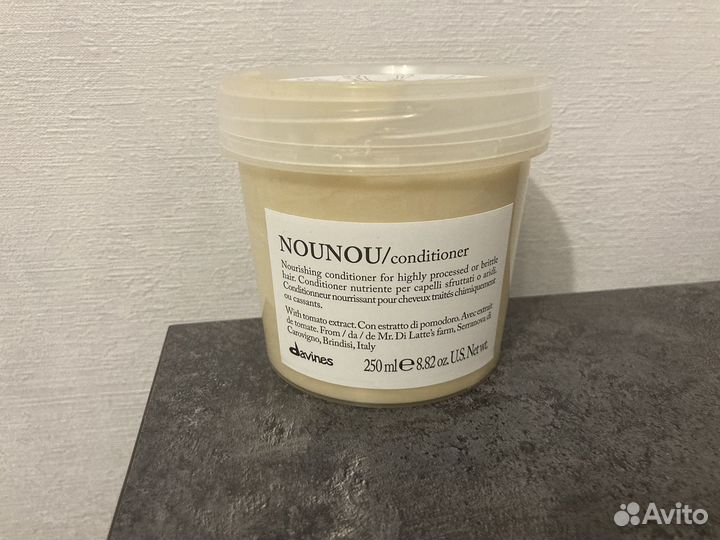 NOUNOU/conditioner
Nourishing conditioner for highly processed or brittle
hair. Conditioner nutriente per capelli sfruttati o aridi.
Conditionneur nourrissant pour cheveux traités chimiquement
ou cassants.
With tomato extract. Con estratto di pomodoro. Avec extrait
de tomate. From / da / de Mr. Di Latte's farm, Serranova di
Carovigno, Brindisi, Italy
davines
250 ml ℮ 8.82 oz. U.S. Net wt.
Avito